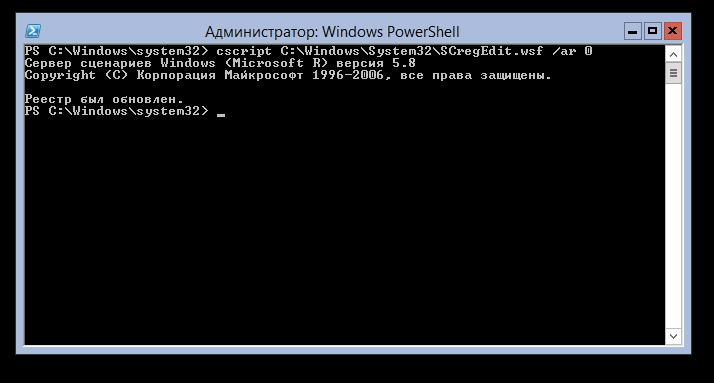 Администратор: Windows PowerShell
PS C:\Windows\system32> cscript C:\Windows\System32\SCregEdit.wsf /ar 0
Сервер сценариев Windows (Microsoft R) версия 5.8
Copyright (C) Корпорация Майкрософт 1996-2006, все права защищены.
Реестр был обновлен.
PS C:\Windows\system32> _